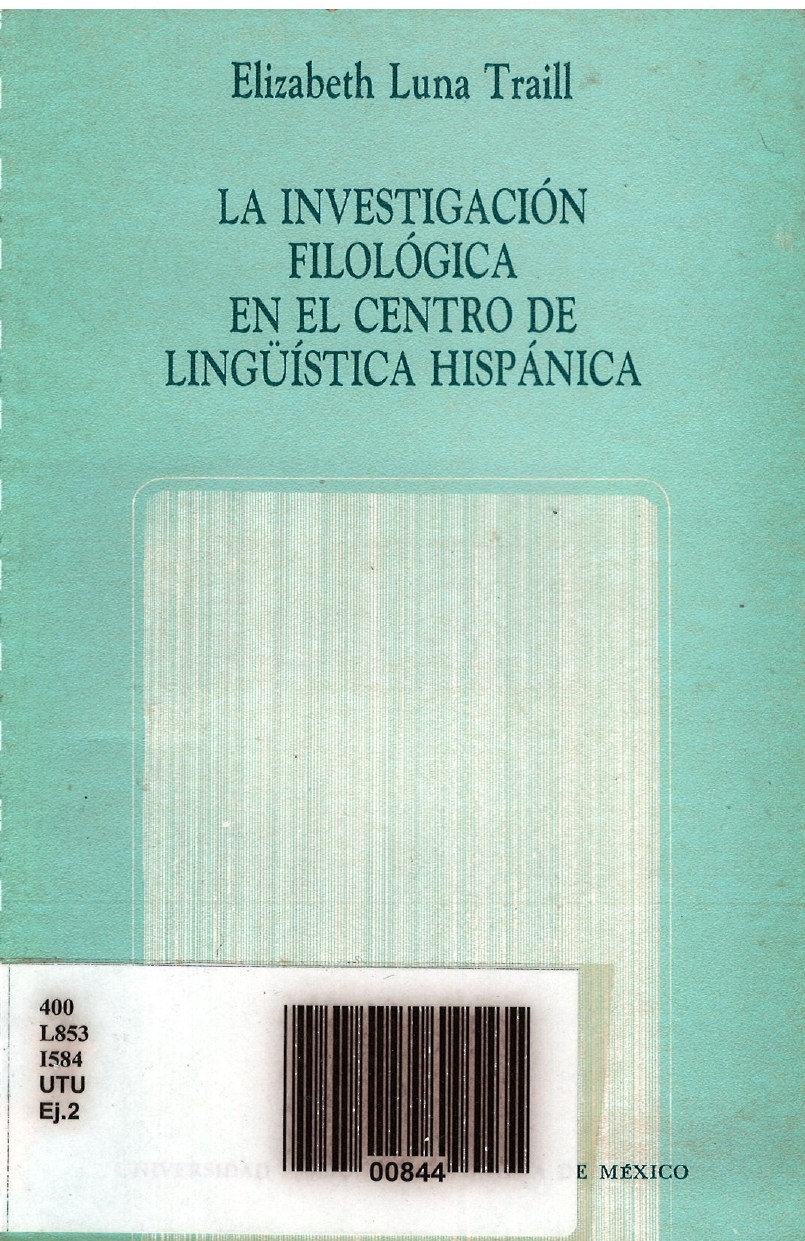 Elizabeth Luna Traill
LA INVESTIGACIÓN
FILOLÓGICA
EN EL CENTRO DE
LINGÜÍSTICA HISPÁNICA
400
L853
I584
UTU
Ej.2
00844
UNIVERSIDAD E MÉXICO